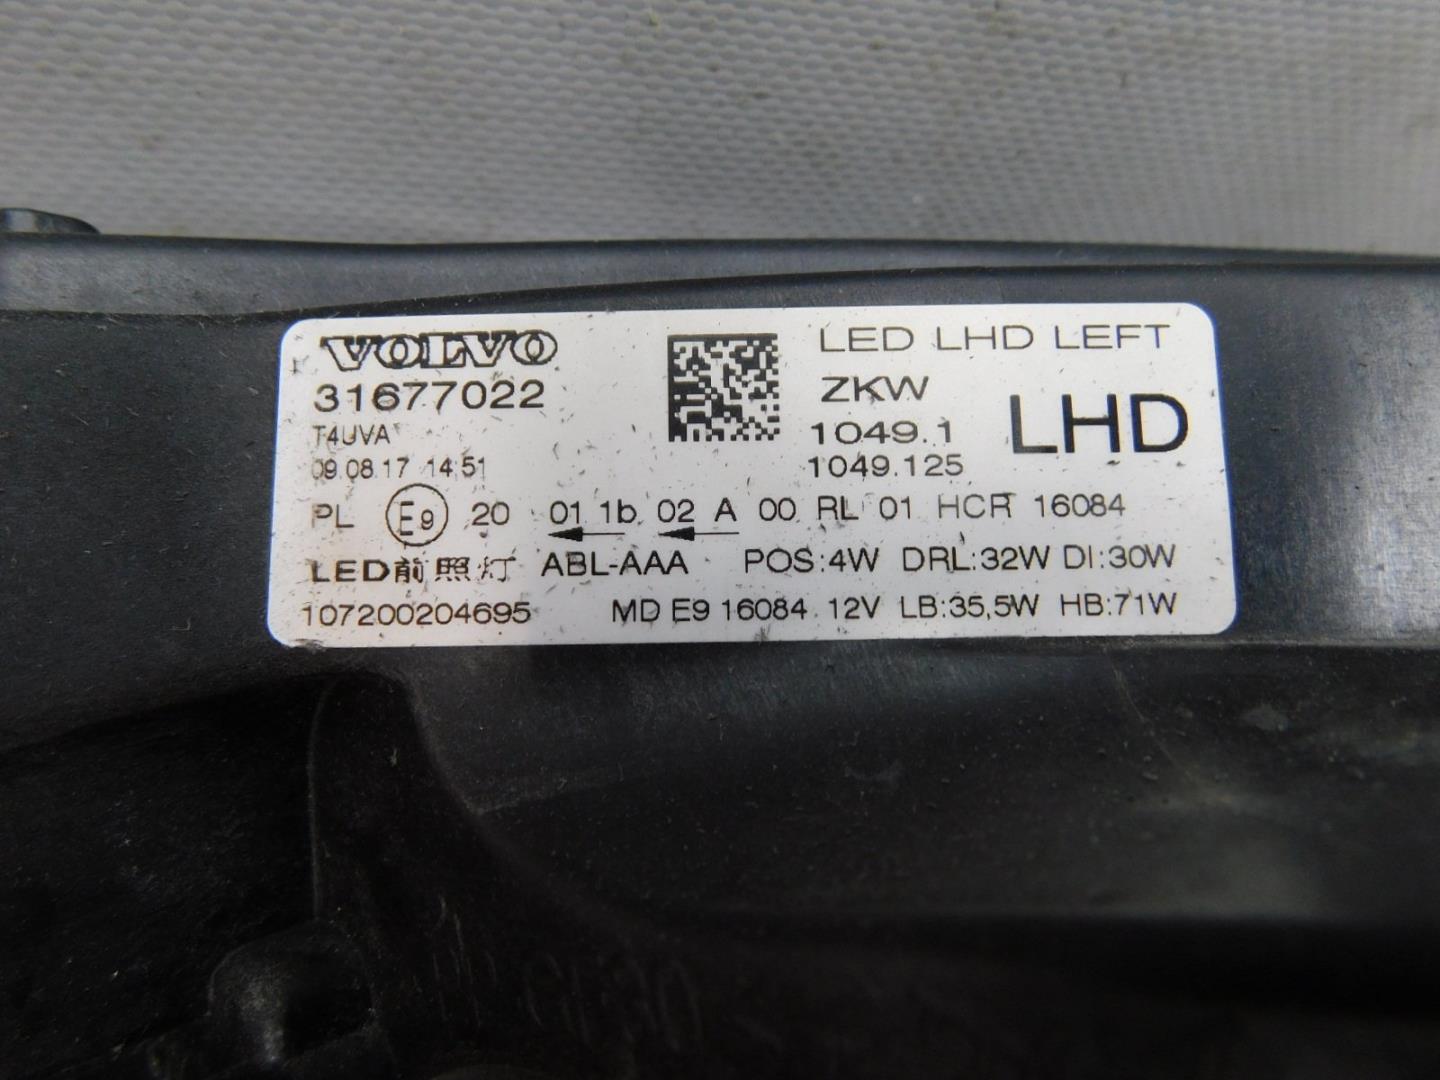 VOLVO
31677022
T4UVA
09.08.17 14:51
LED LHD LEFT
ZKW
1049.1
1049.125
LHD
PL E9 20 01 1b 02 A 00 RL 01 HCR 16084
LED前照灯 ABL-AAA POS:4W DRL:32W DI:30W
107200204695 MD E9 16084 12V LB:35,5W HB:71W